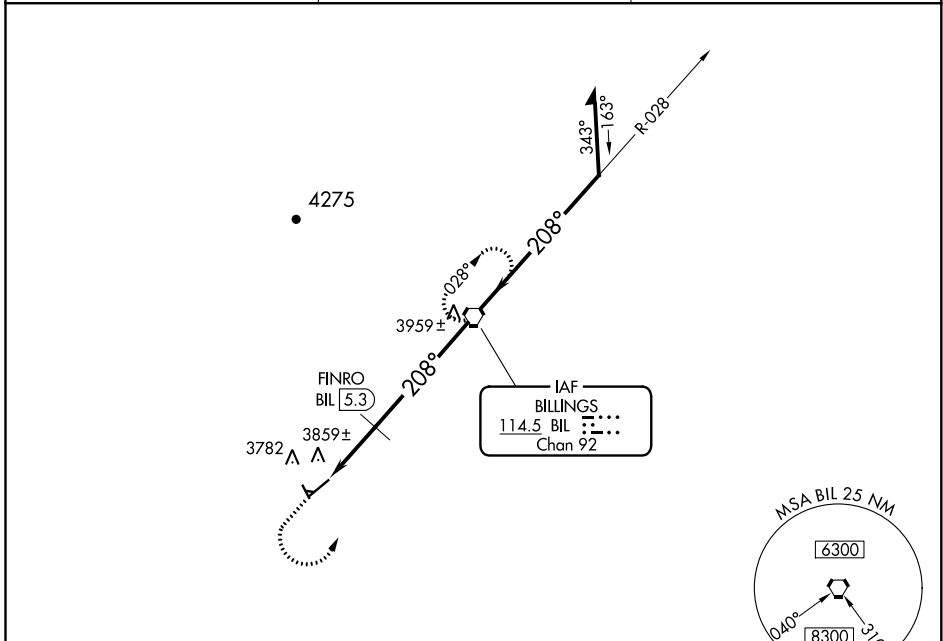 R-028
343°
163°
4275
208°
028°
3959 ±
208°
FINRO
BIL 5.3
IAF
BILLINGS
114.5 BIL
Chan 92
3782
3859 ±
MSA BIL 25 NM
6300
040°
8300